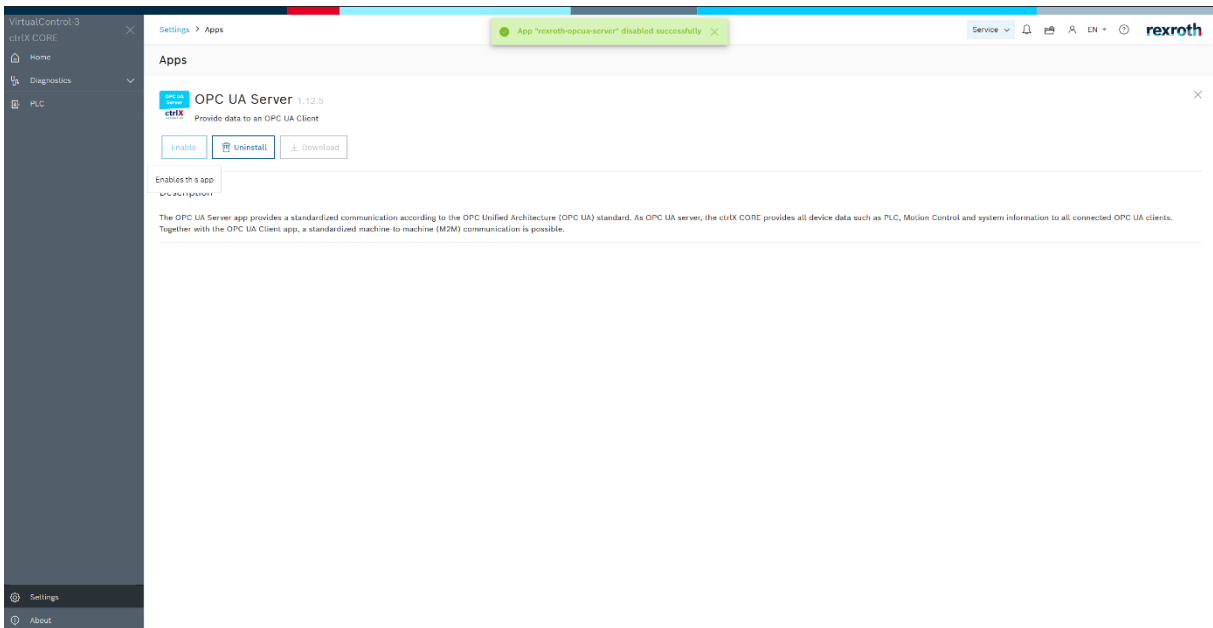 VirtualControl-3
ctrlX CORE
Home
Diagnostics
PLC
Settings
About
Settings > Apps
App "rexroth-opcua-server" disabled successfully
Service
EN
rexroth
Apps
OPC UA
Server
ctrlX
OPC UA Server 1.12.5
Provide data to an OPC UA Client
Enable
Uninstall
Download
Enables this app
Description
The OPC UA Server app provides a standardized communication according to the OPC Unified Architecture (OPC UA) standard. As OPC UA server, the ctrlX CORE provides all device data such as PLC, Motion Control and system information to all connected OPC UA clients.
Together with the OPC UA Client app, a standardized machine-to-machine (M2M) communication is possible.